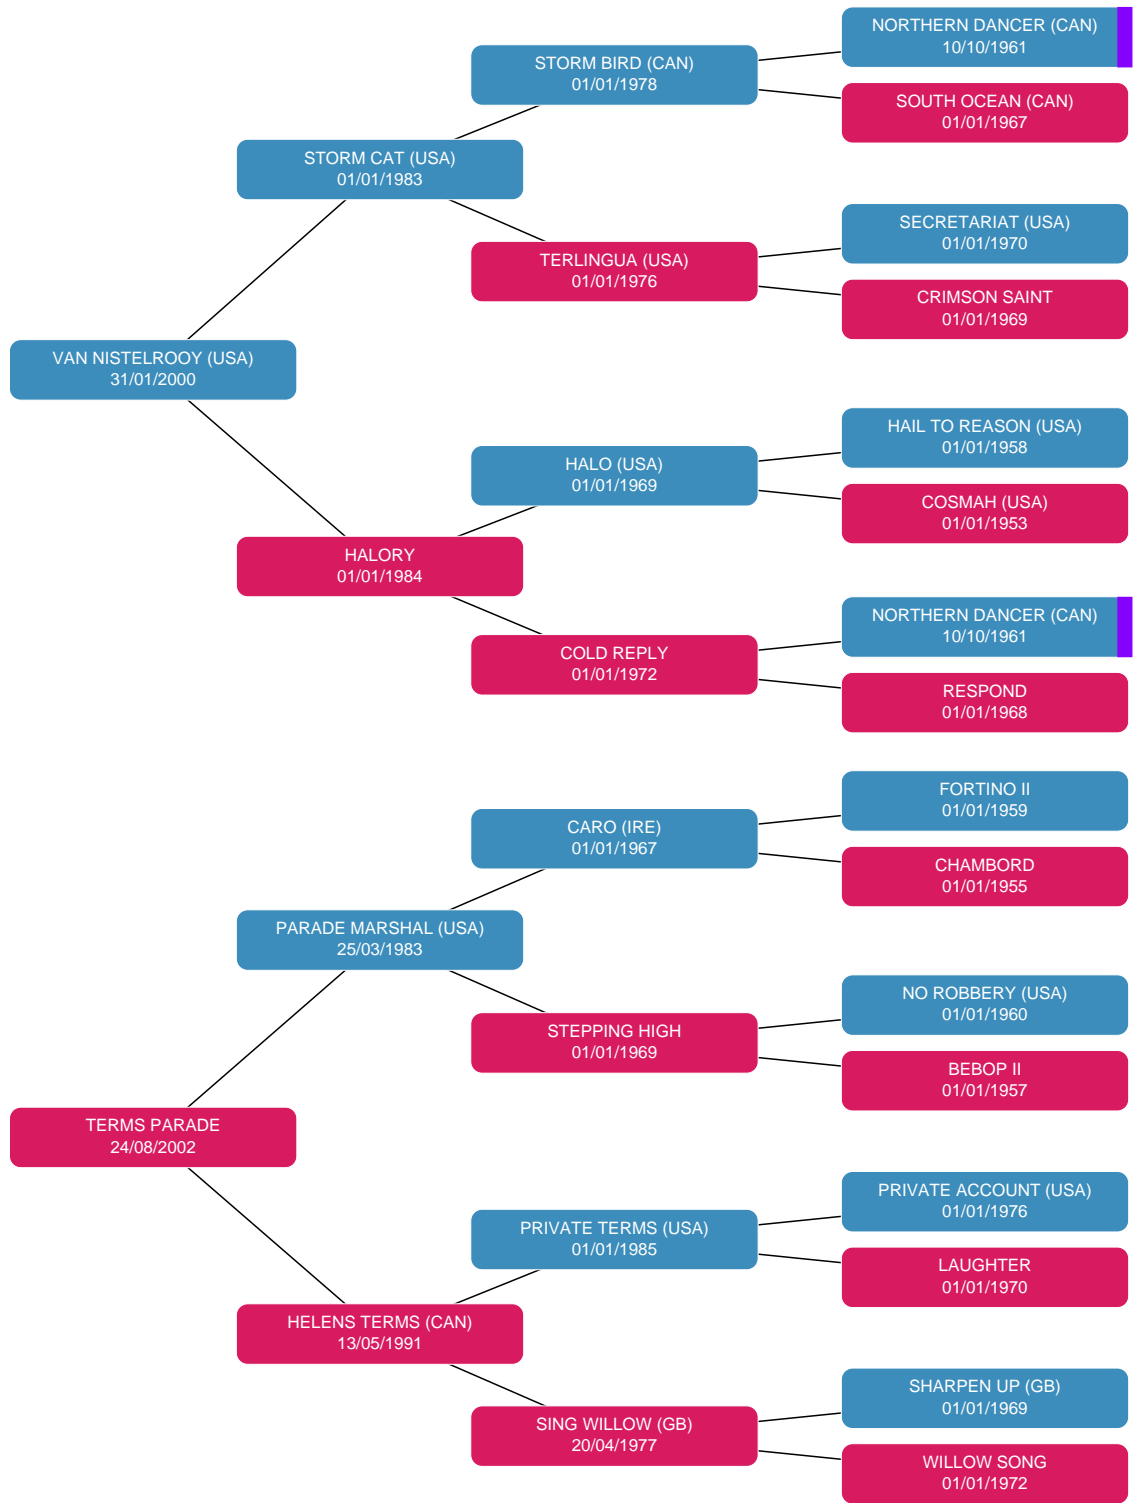 NORTHERN DANCER (CAN)
10/10/1961
STORM BIRD (CAN)
01/01/1978
SOUTH OCEAN (CAN)
01/01/1967
STORM CAT (USA)
01/01/1983
SECRETARIAT (USA)
01/01/1970
TERLINGUA (USA)
01/01/1976
CRIMSON SAINT
01/01/1969
VAN NISTELROOY (USA)
31/01/2000
HAIL TO REASON (USA)
01/01/1958
HALO (USA)
01/01/1969
COSMAH (USA)
01/01/1953
HALORY
01/01/1984
NORTHERN DANCER (CAN)
10/10/1961
COLD REPLY
01/01/1972
RESPOND
01/01/1968
FORTINO II
01/01/1959
CARO (IRE)
01/01/1967
CHAMBORD
01/01/1955
PARADE MARSHAL (USA)
25/03/1983
NO ROBBERY (USA)
01/01/1960
STEPPING HIGH
01/01/1969
BEBOP II
01/01/1957
TERMS PARADE
24/08/2002
PRIVATE ACCOUNT (USA)
01/01/1976
PRIVATE TERMS (USA)
01/01/1985
LAUGHTER
01/01/1970
HELENS TERMS (CAN)
13/05/1991
SHARPEN UP (GB)
01/01/1969
SING WILLOW (GB)
20/04/1977
WILLOW SONG
01/01/1972